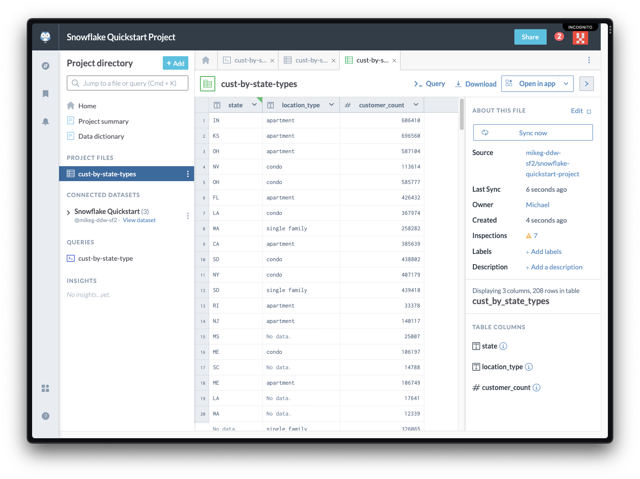 INCOGNITO
Snowflake Quickstart Project
Share
2
Project directory
+ Add
Jump to a file or query (Cmd + K)
Home
Project summary
Data dictionary
PROJECT FILES
cust-by-state-types
CONNECTED DATASETS
Snowflake Quickstart (3)
@mikeg-ddw-sf2 · View dataset
QUERIES
cust-by-state-type
INSIGHTS
No insights...yet.
cust-by-s... ×
cust-by-s... ×
cust-by-s... ×
cust-by-state-types
Query
Download
Open in app
state location_type # customer_count
1 IN apartment 606410
2 KS apartment 696560
3 OH apartment 587104
4 NV condo 113614
5 OH condo 585777
6 FL apartment 426432
7 LA condo 367974
8 MA single family 258282
9 CA apartment 385639
10 SD condo 438802
11 NY condo 407179
12 SD single family 439418
13 RI apartment 33378
14 NJ apartment 140117
15 MS No data. 25007
16 ME condo 106197
17 SC No data. 14788
18 ME apartment 106749
19 LA No data. 17641
20 WA No data. 12339
No data. single family 326065
ABOUT THIS FILE
Edit
Sync now
Source mikeg-ddw-
sf2/snowflake-
quickstart-project
Last Sync 6 seconds ago
Owner Michael
Created 4 seconds ago
Inspections 7
Labels + Add labels
Description + Add a description
Displaying 3 columns, 208 rows in table
cust_by_state_types
TABLE COLUMNS
state
location_type
# customer_count